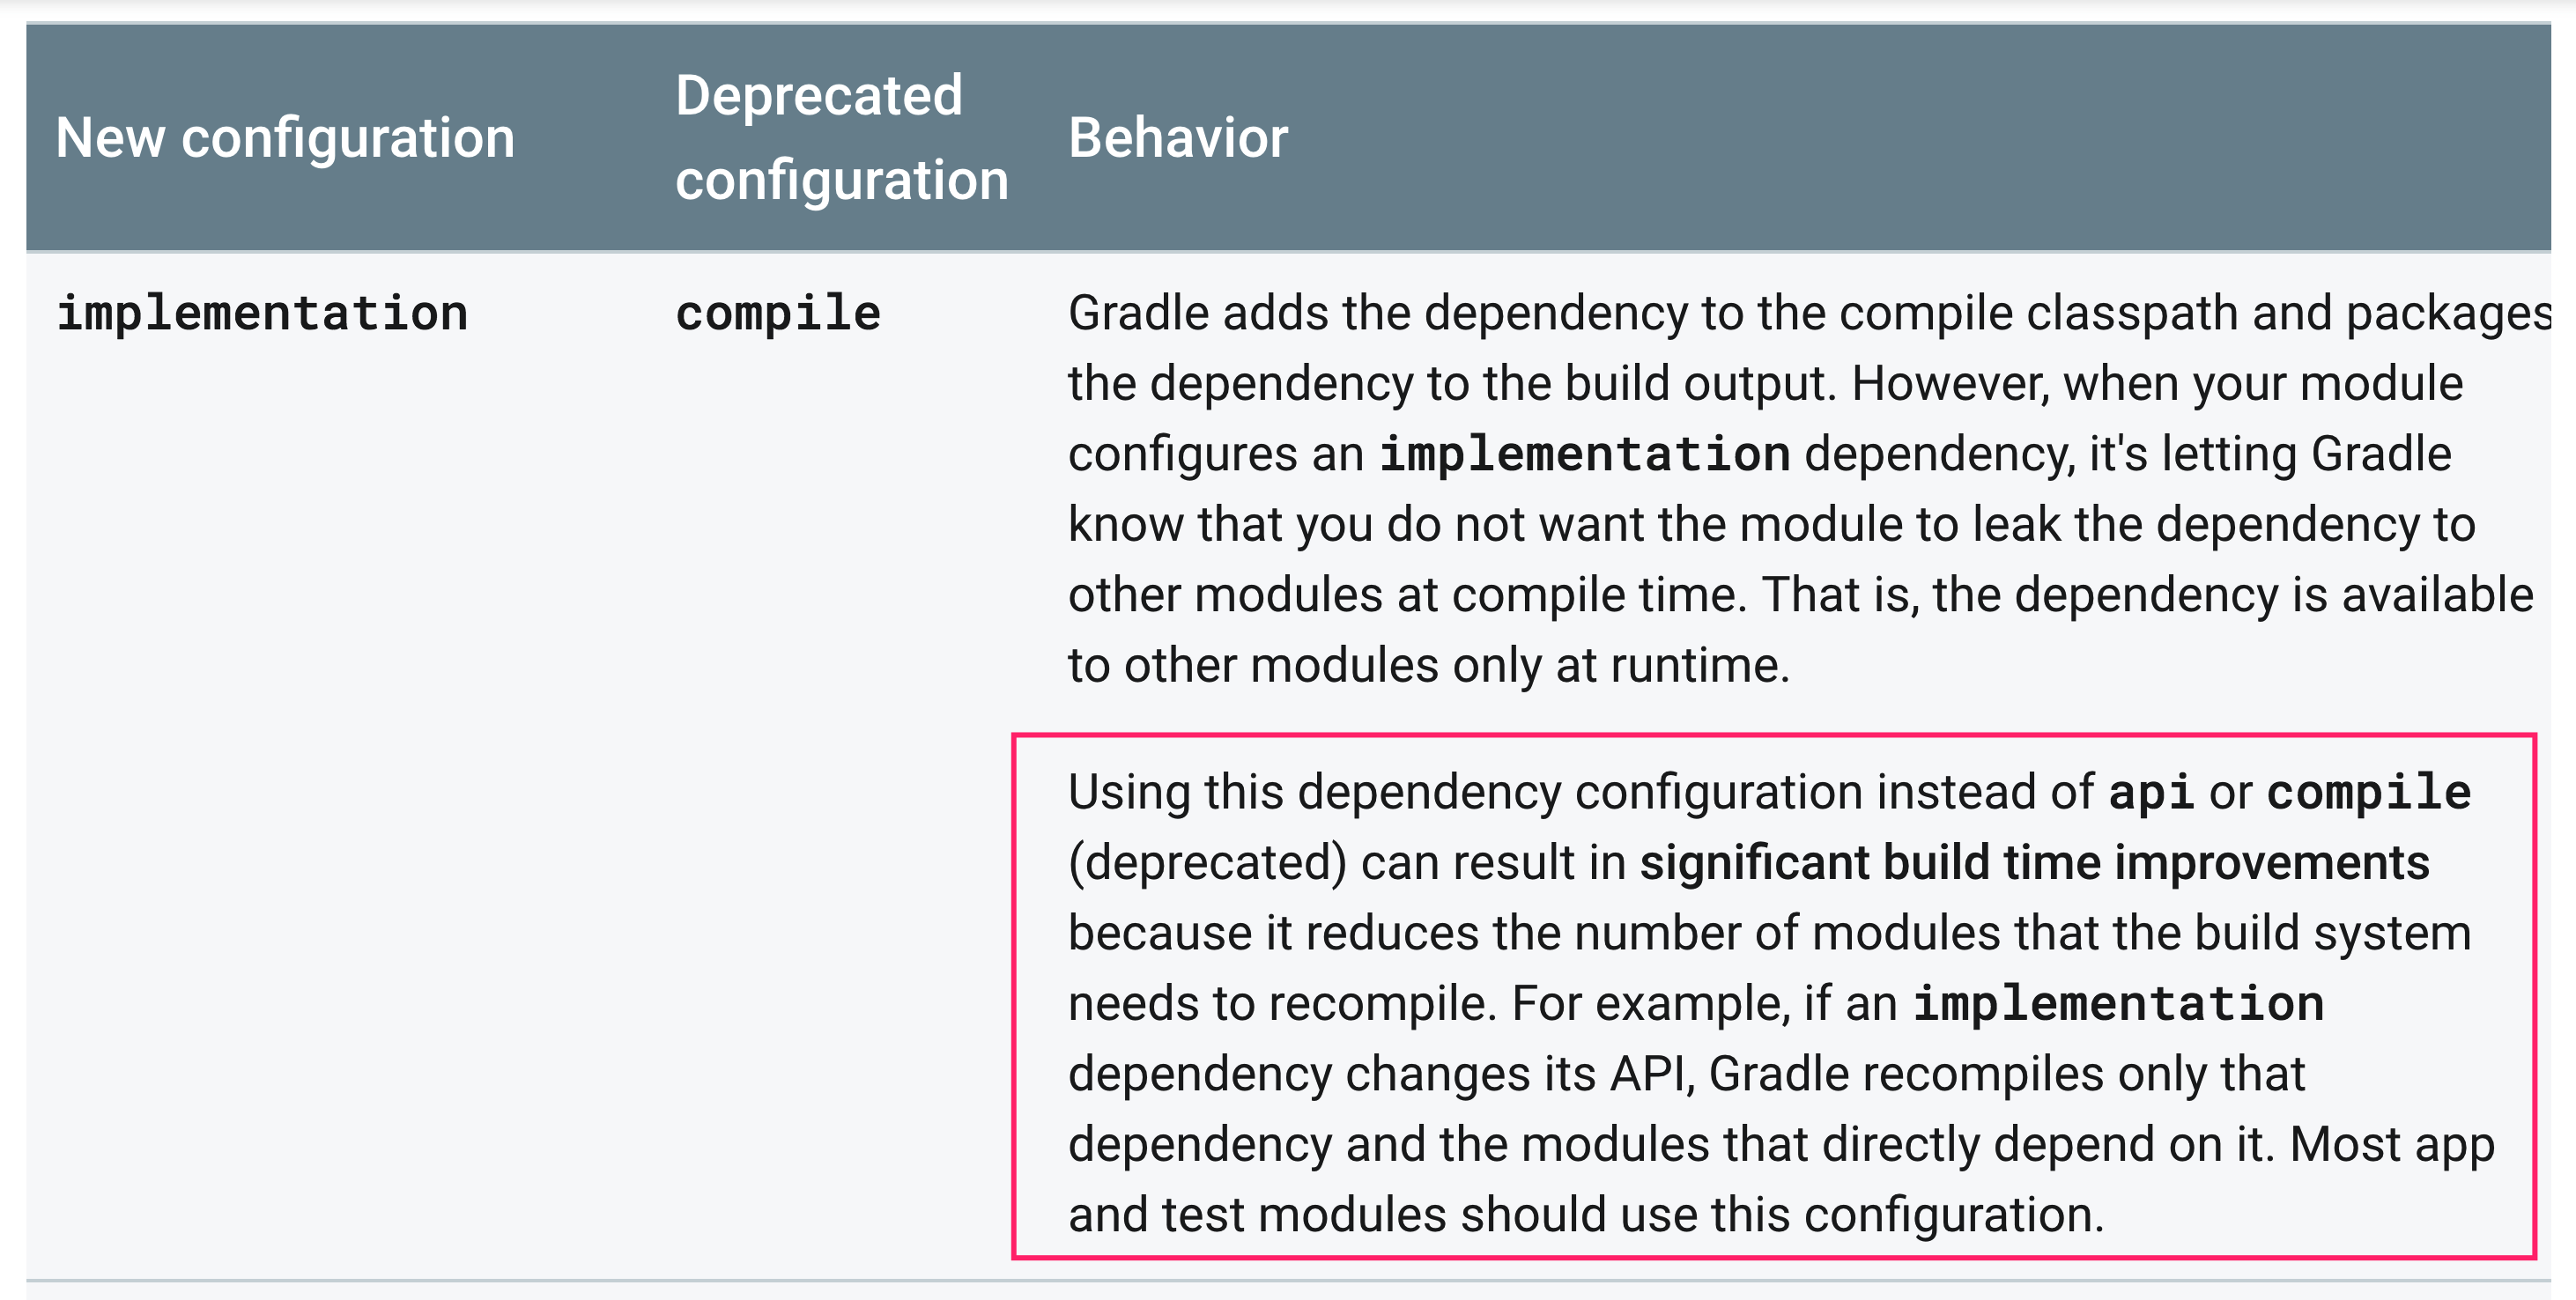 New configuration
Deprecated
configuration
Behavior
implementation
compile
Gradle adds the dependency to the compile classpath and packages
the dependency to the build output. However, when your module
configures an implementation dependency, it's letting Gradle
know that you do not want the module to leak the dependency to
other modules at compile time. That is, the dependency is available
to other modules only at runtime.
Using this dependency configuration instead of api or compile
(deprecated) can result in significant build time improvements
because it reduces the number of modules that the build system
needs to recompile. For example, if an implementation
dependency changes its API, Gradle recompiles only that
dependency and the modules that directly depend on it. Most app
and test modules should use this configuration.